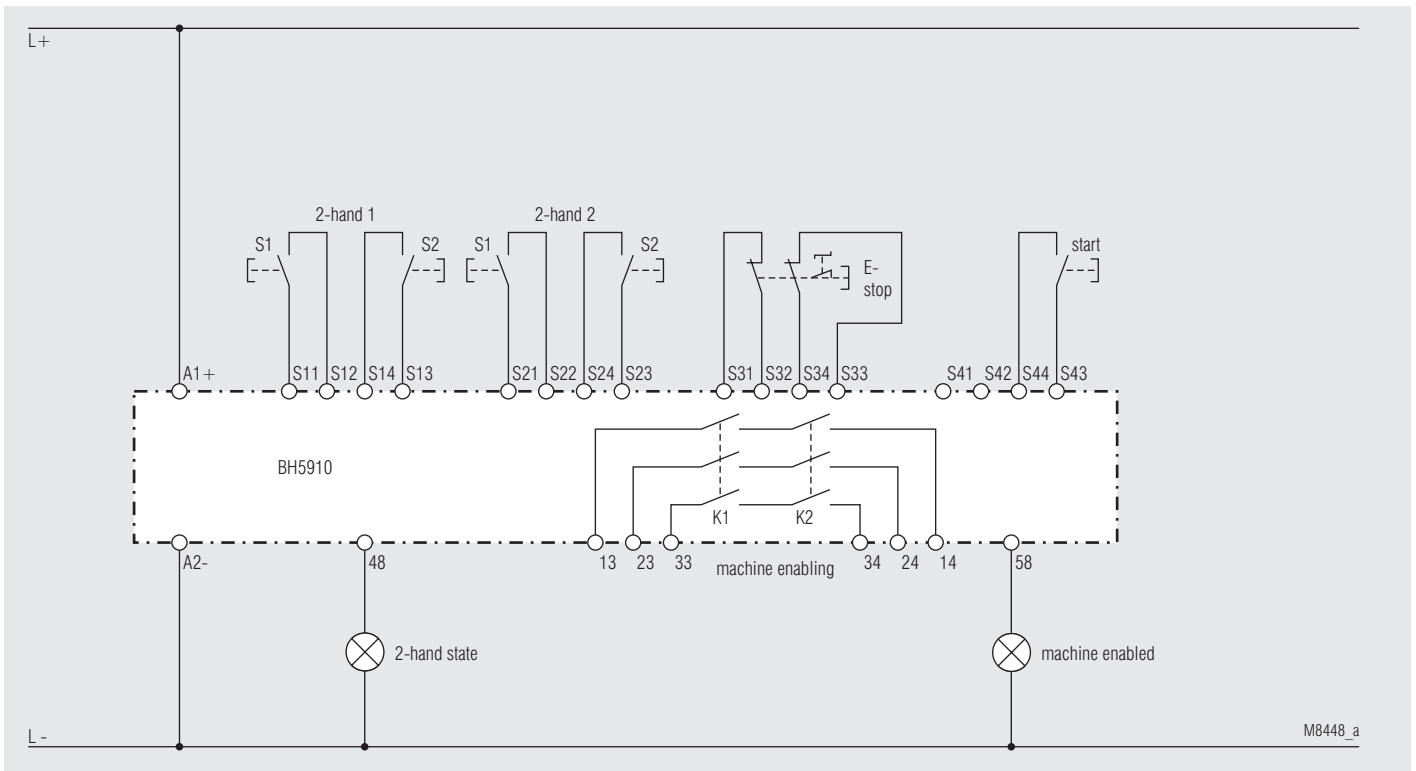 L+
2-hand 1
2-hand 2
S1
S2
S1
S2
start
E-
stop
A1+
S11
S12
S14
S13
S21
S22
S24
S23
S31
S32
S34
S33
S41
S42
S44
S43
BH5910
K1
K2
A2-
48
13
23
33
machine enabling
34
24
14
58
2-hand state
machine enabled
L -
M8448_a